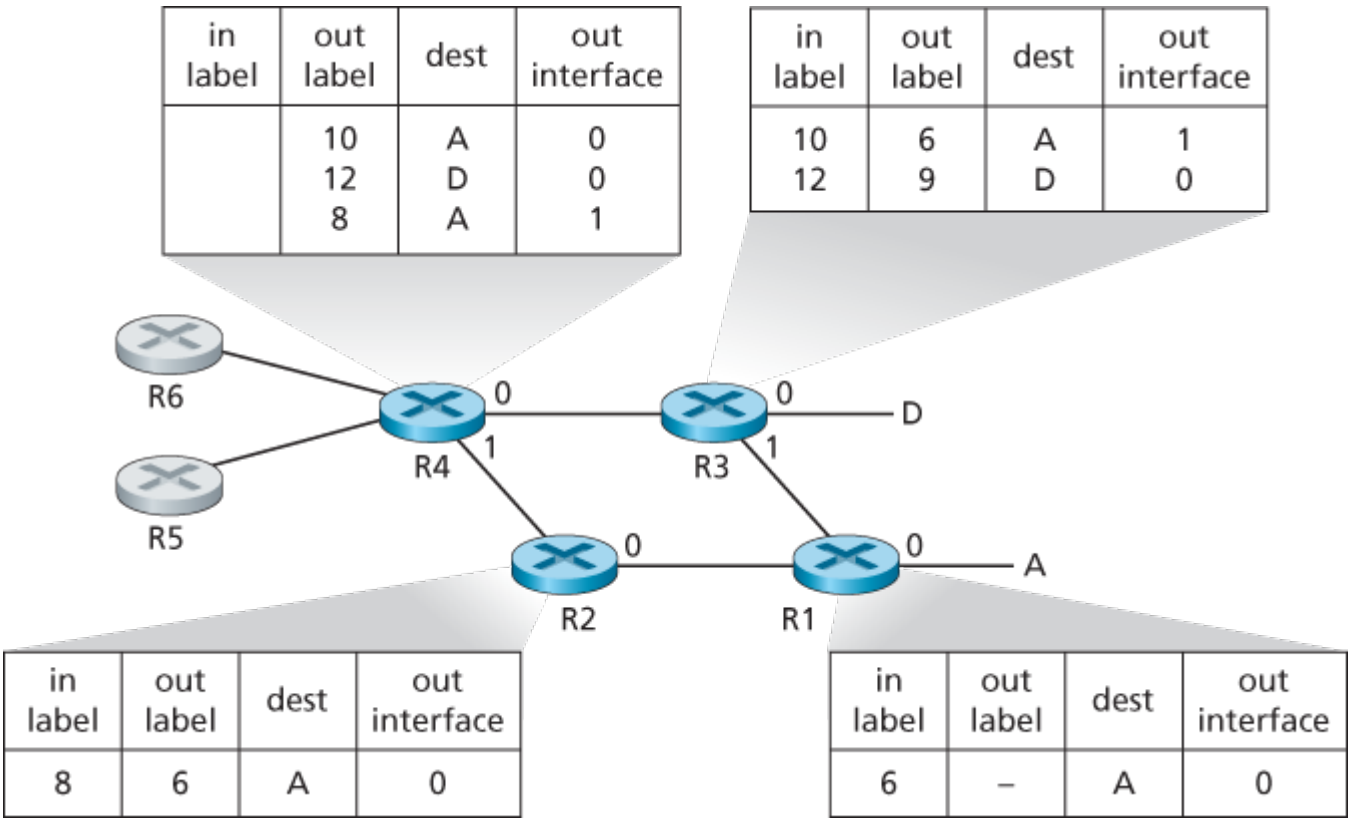 in label | out label | dest | out interface
10 | A | 0
12 | D | 0
8 | A | 1
in label | out label | dest | out interface
10 | 6 | A | 1
12 | 9 | D | 0
R6
R5
0
R4
1
0
D
R3
1
0
R2
0
A
R1
in label | out label | dest | out interface
8 | 6 | A | 0
in label | out label | dest | out interface
6 | – | A | 0